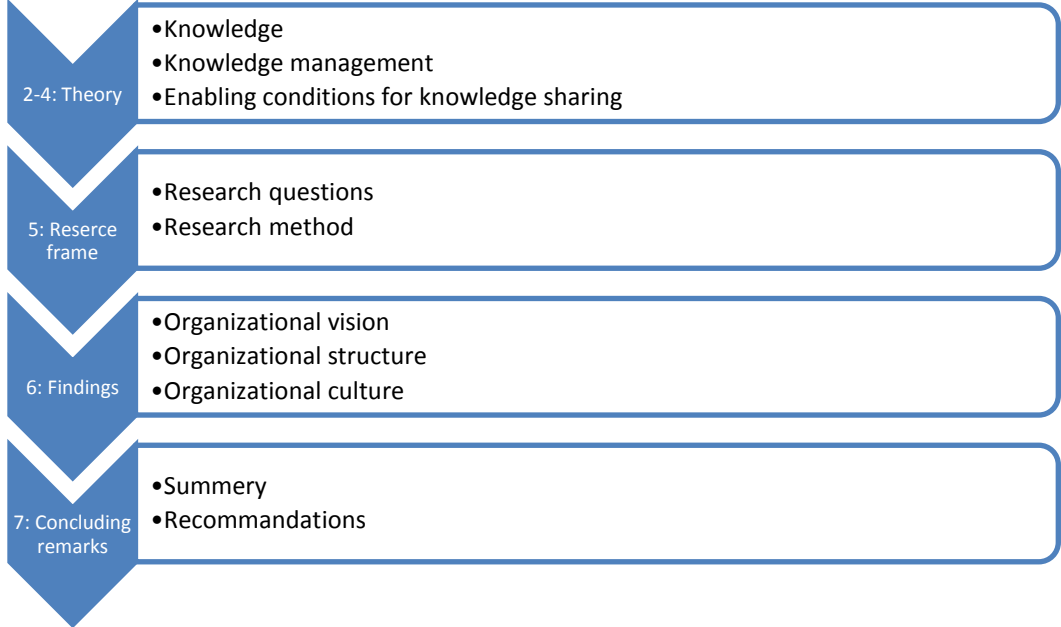 2-4: Theory
•Knowledge
•Knowledge management
•Enabling conditions for knowledge sharing
5: Reserce
frame
•Research questions
•Research method
6: Findings
•Organizational vision
•Organizational structure
•Organizational culture
7: Concluding
remarks
•Summery
•Recommandations